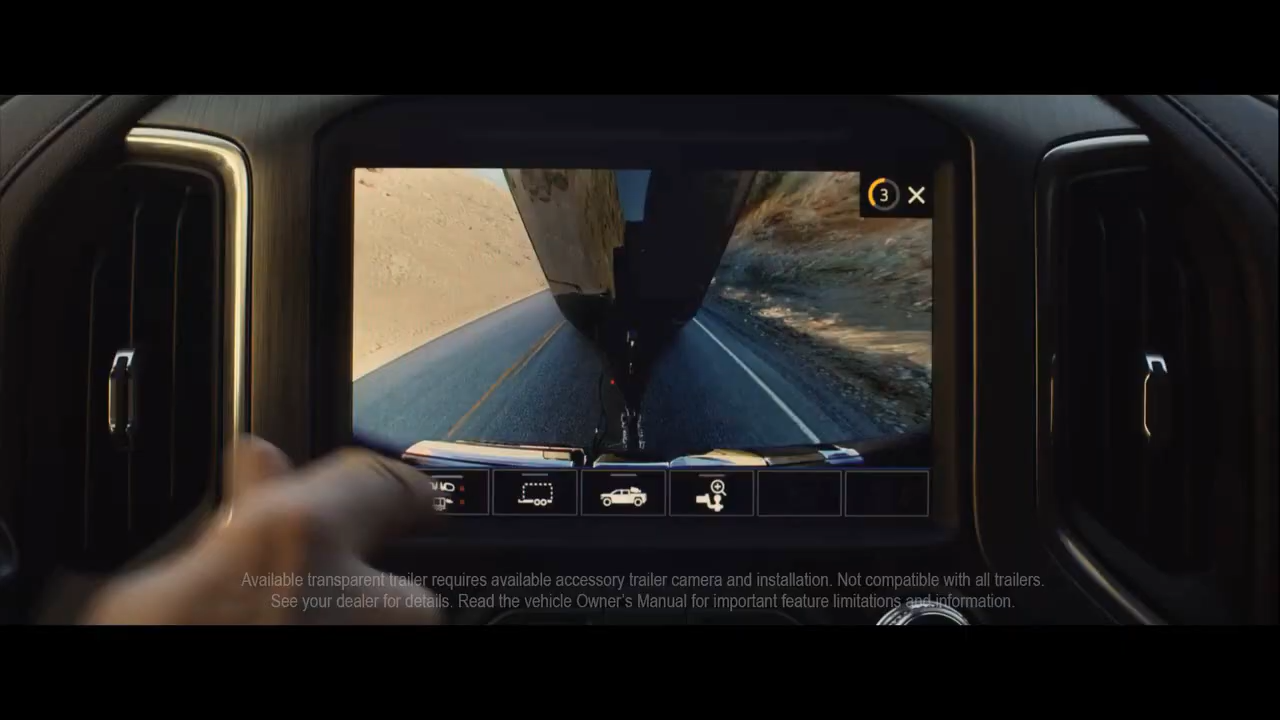 3
Available transparent trailer requires available accessory trailer camera and installation. Not compatible with all trailers.
See your dealer for details. Read the vehicle Owner's Manual for important feature limitations and information.